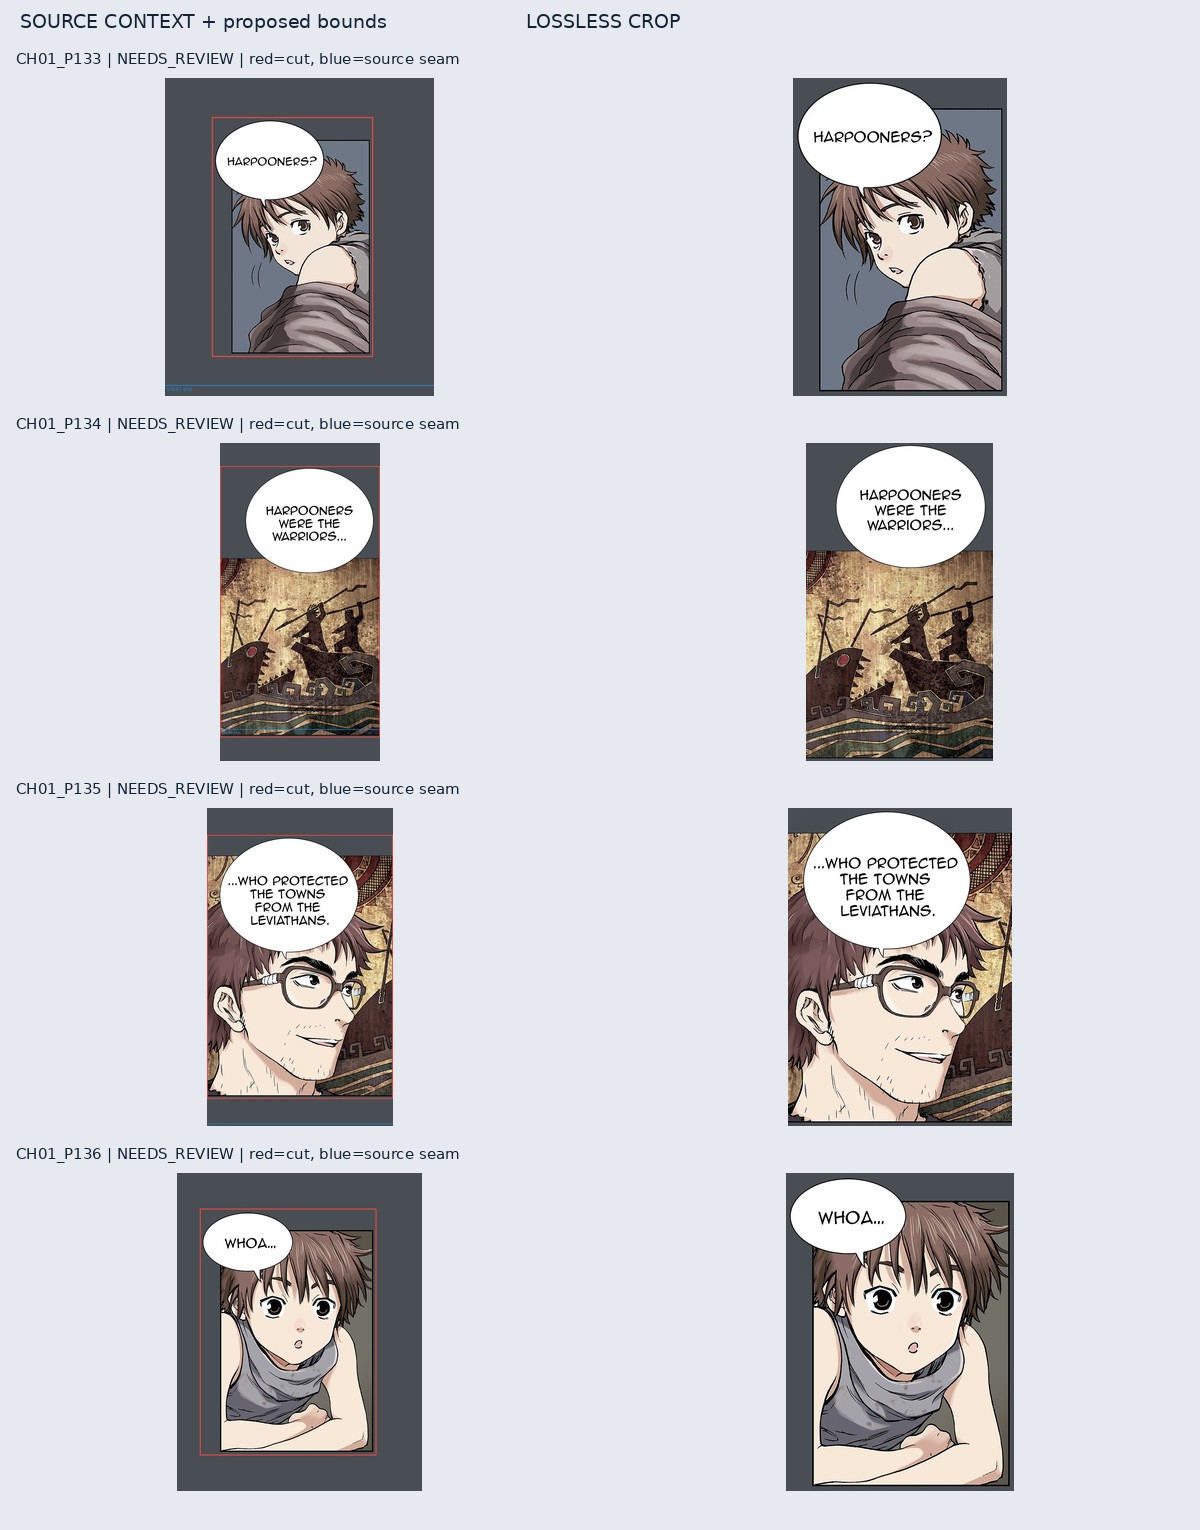 SOURCE CONTEXT + proposed bounds
LOSSLESS CROP
CH01_P133 | NEEDS_REVIEW | red=cut, blue=source seam
HARPOONERS?
HARPOONERS?
CH01_P134 | NEEDS_REVIEW | red=cut, blue=source seam
HARPOONERS
WERE THE
WARRIORS...
HARPOONERS
WERE THE
WARRIORS...
CH01_P135 | NEEDS_REVIEW | red=cut, blue=source seam
...WHO PROTECTED
THE TOWNS
FROM THE
LEVIATHANS.
...WHO PROTECTED
THE TOWNS
FROM THE
LEVIATHANS.
CH01_P136 | NEEDS_REVIEW | red=cut, blue=source seam
WHOA...
WHOA...